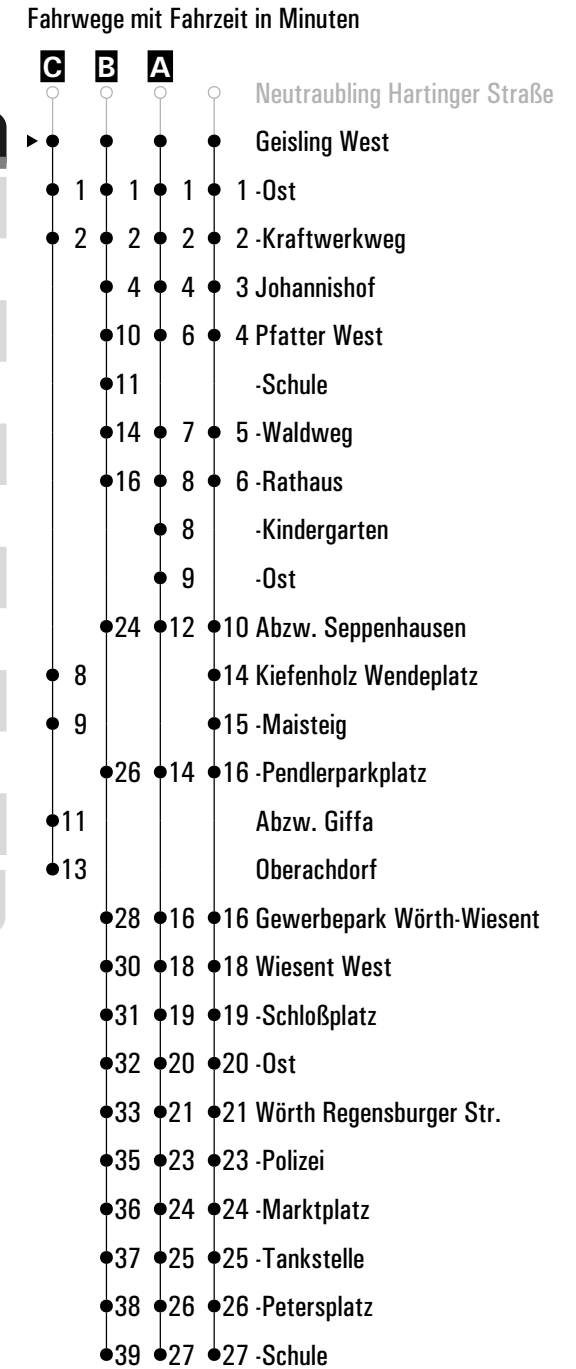 Fahrwege mit Fahrzeit in Minuten
C B A
Neutraubling Hartinger Straße
Geisling West
1 1 1 1 -Ost
2 2 2 2 -Kraftwerkweg
4 4 3 Johannishof
10 6 4 Pfatter West
11 -Schule
14 7 5 -Waldweg
16 8 6 -Rathaus
8 -Kindergarten
9 -Ost
24 12 10 Abzw. Seppenhausen
8 14 Kiefenholz Wendeplatz
9 15 -Maisteig
26 14 16 -Pendlerparkplatz
11 Abzw. Giffa
13 Oberachdorf
28 16 16 Gewerbepark Wörth-Wiesent
30 18 18 Wiesent West
31 19 19 -Schloßplatz
32 20 20 -Ost
33 21 21 Wörth Regensburger Str.
35 23 23 -Polizei
36 24 24 -Marktplatz
37 25 25 -Tankstelle
38 26 26 -Petersplatz
39 27 27 -Schule